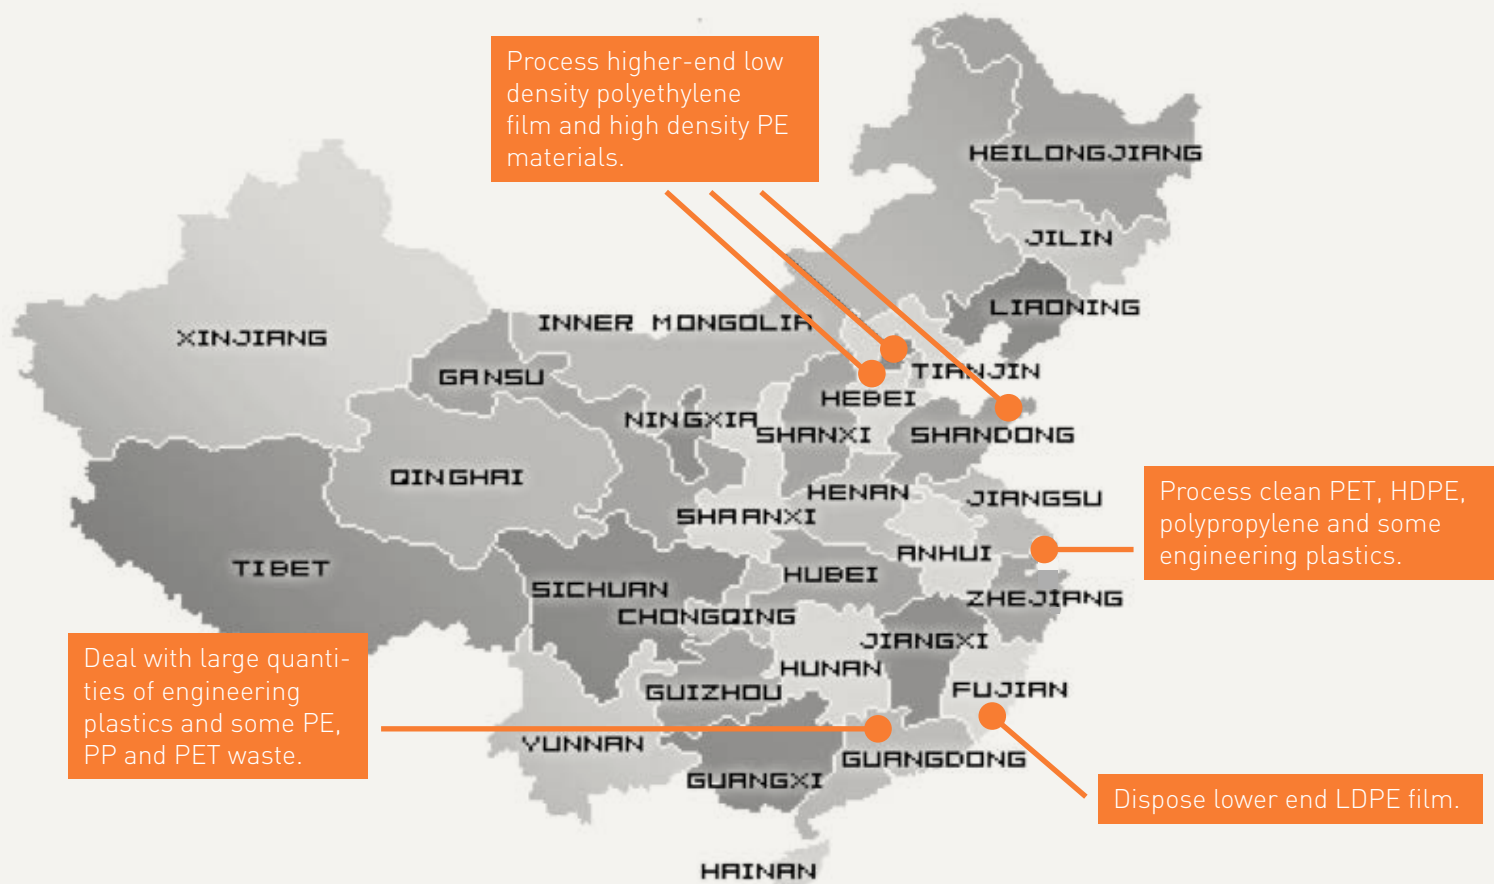 Process higher-end low
density polyethylene
film and high density PE
materials.
HEILONGJIANG
JILIN
LIAONING
INNER MONGOLIA
XINJIANG
GANSU
TIANJIN
HEBEI
NINGXIA
SHANXI
SHANDONG
QINGHAI
HENAN
JIANGSU
Process clean PET, HDPE,
polypropylene and some
engineering plastics.
SHAANXI
ANHUI
TIBET
HUBEI
SICHUAN
ZHEJIANG
CHONGQING
JIANGXI
HUNAN
Deal with large quanti-
ties of engineering
plastics and some PE,
PP and PET waste.
GUIZHOU
FUJIAN
YUNNAN
GUANGDONG
GUANGXI
Dispose lower end LDPE film.
HAINAN